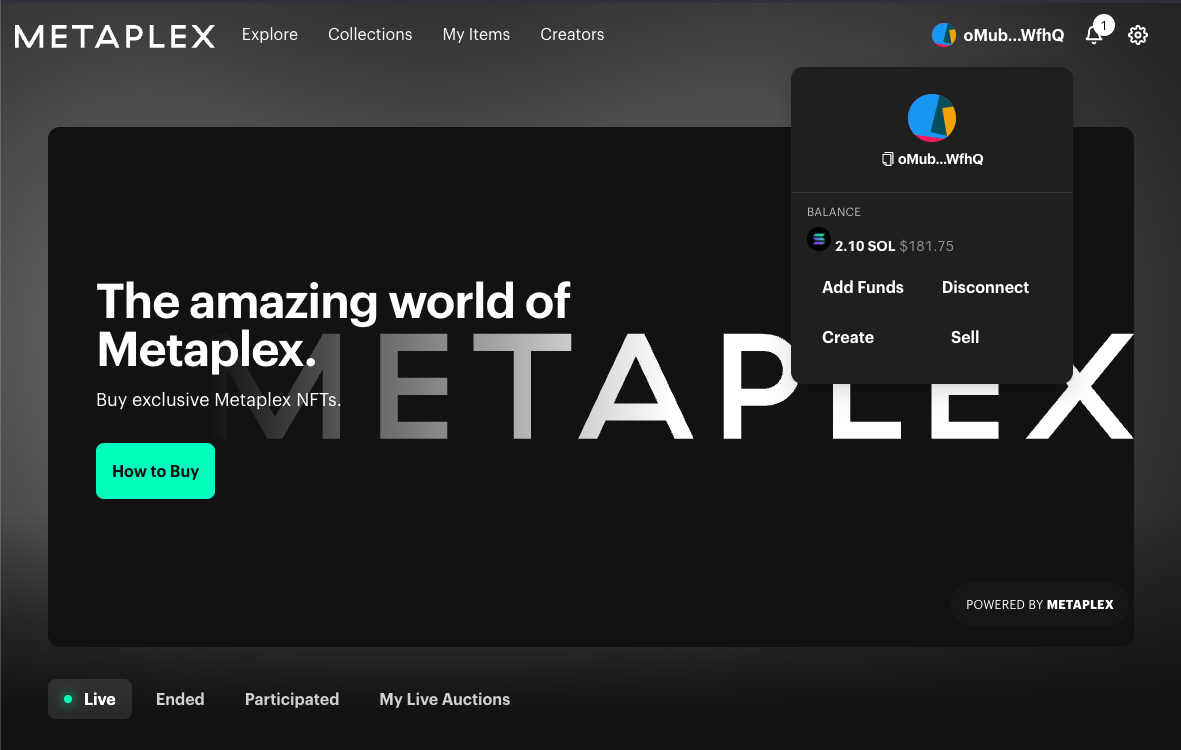 METAPLEX Explore Collections My Items Creators oMub...WfhQ 1
oMub...WfhQ
BALANCE
2.10 SOL $181.75
Add Funds Disconnect
Create Sell
The amazing world of
Metaplex.
METAPLEX
Buy exclusive Metaplex NFTs.
How to Buy
POWERED BY METAPLEX
Live Ended Participated My Live Auctions